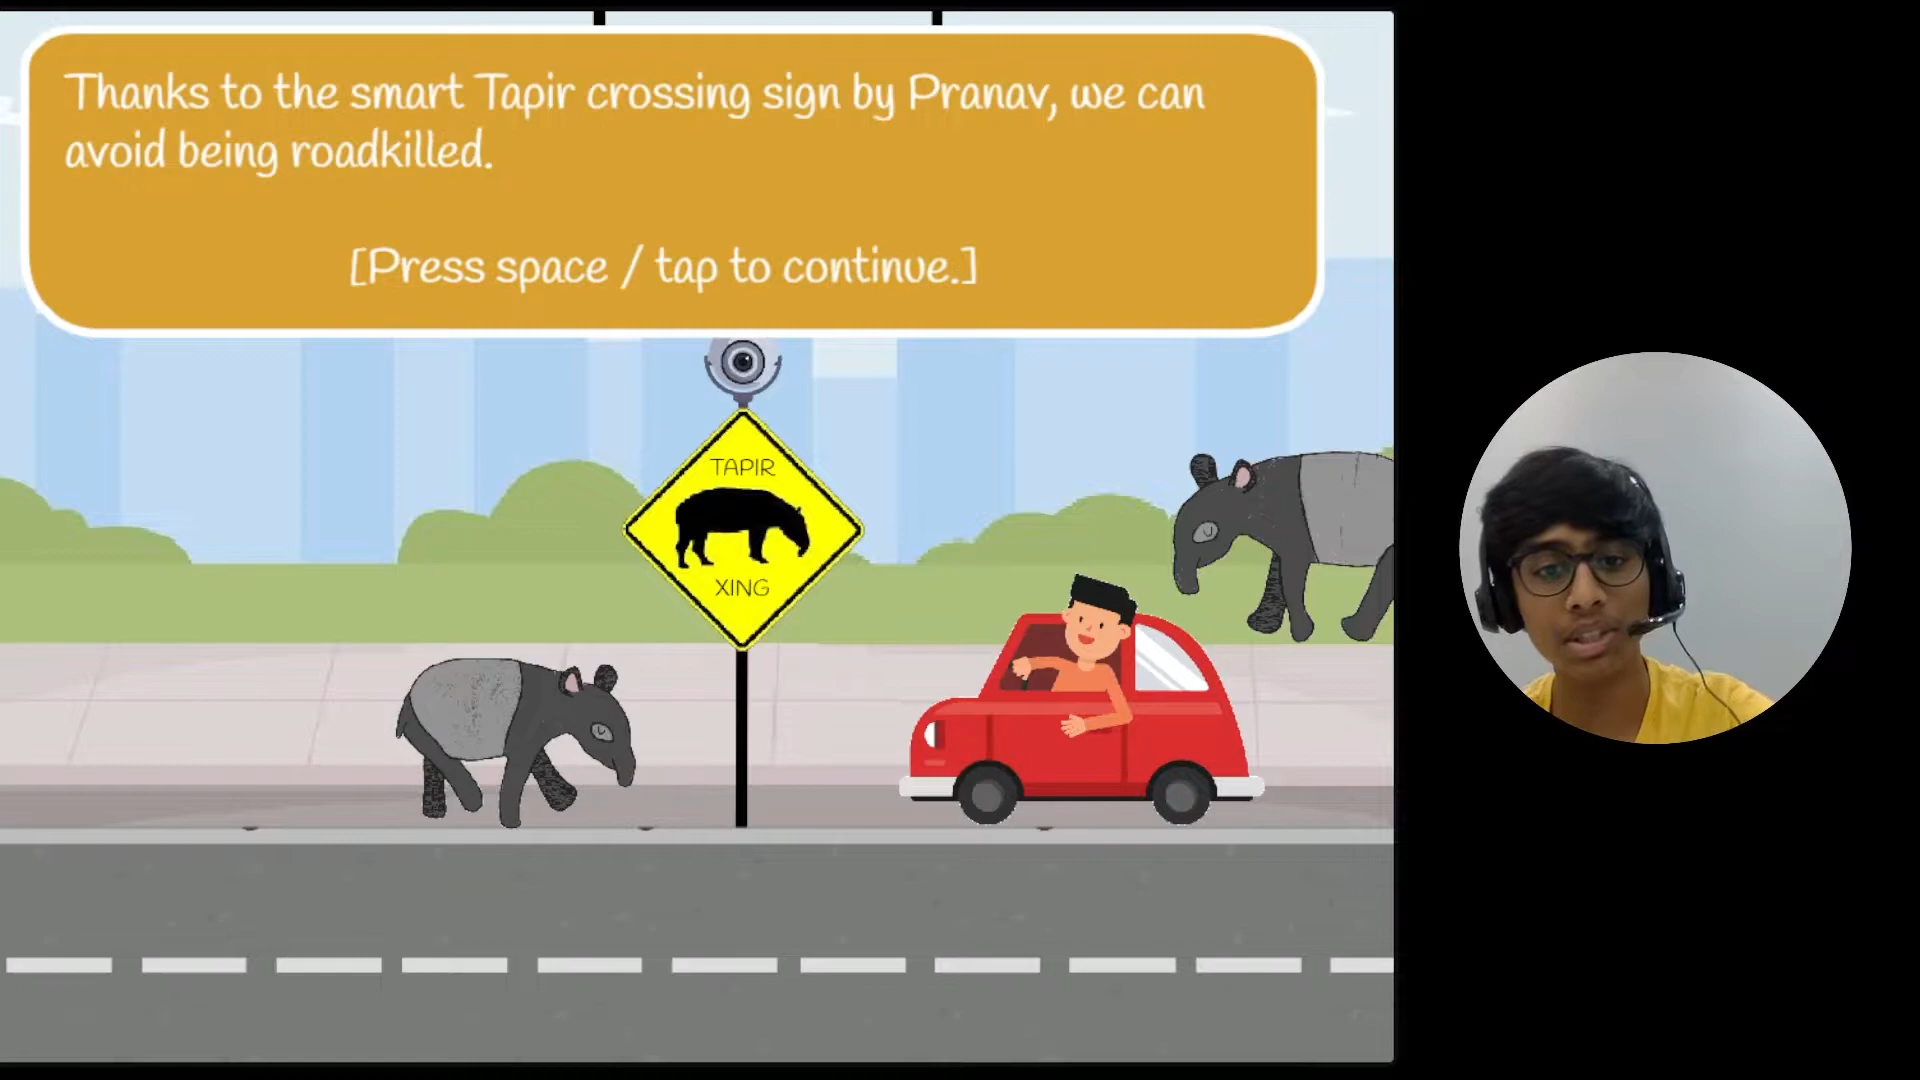 Thanks to the smart Tapir crossing sign by Pranav, we can
avoid being roadkilled.
[Press space / tap to continue.]
TAPIR
XING